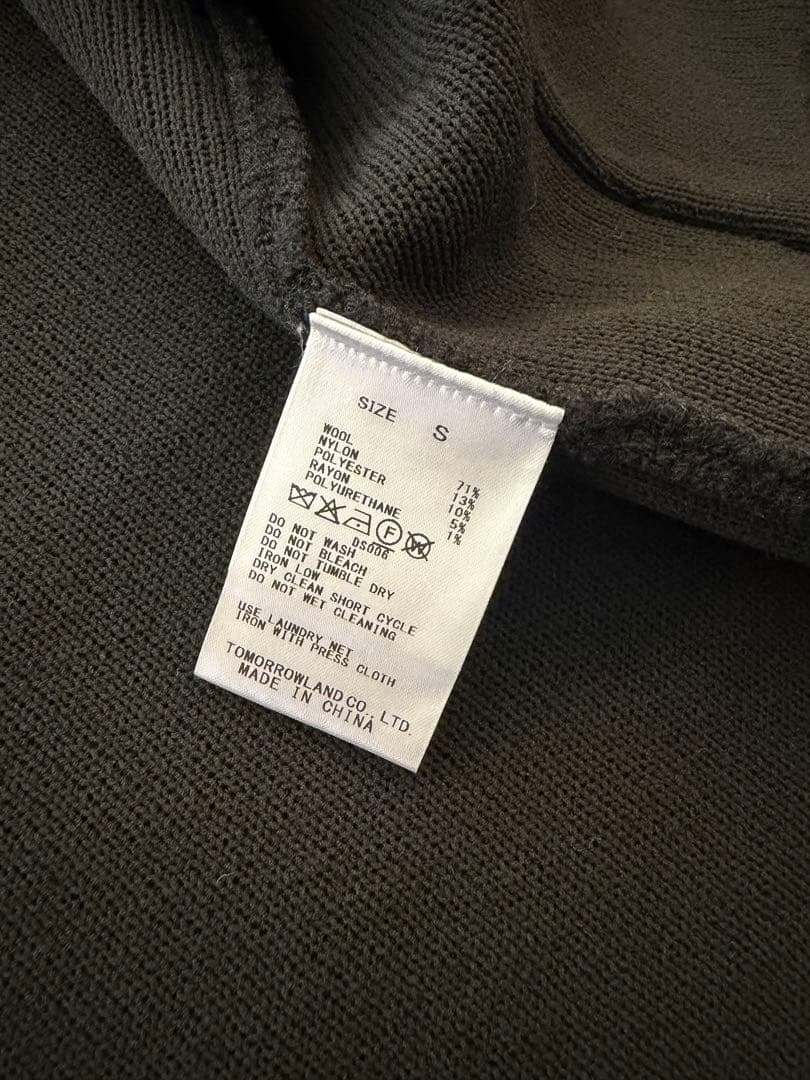 SIZE S
WOOL 71%
NYLON 13%
POLYESTER 10%
RAYON 5%
POLYURETHANE 1%
F W
DS006
DO NOT WASH
DO NOT BLEACH
DO NOT TUMBLE DRY
IRON LOW
DRY CLEAN SHORT CYCLE
DO NOT WET CLEANING
USE LAUNDRY NET
IRON WITH PRESS CLOTH
TOMORROWLAND CO., LTD.
MADE IN CHINA